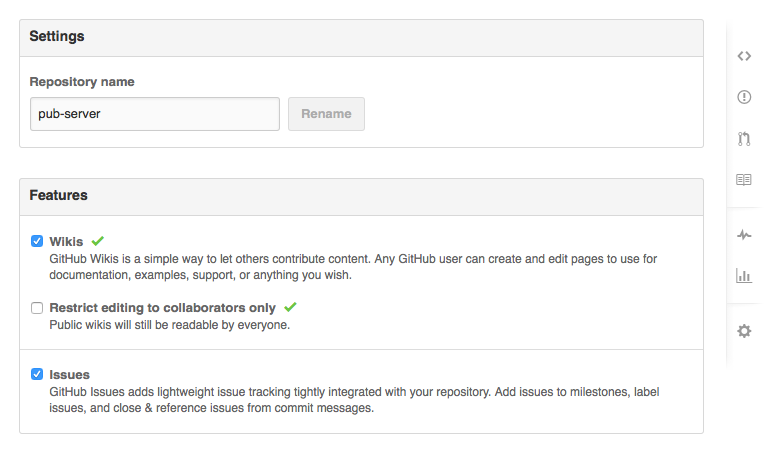 Settings
Repository name
pub-server
Rename
Features
Wikis
GitHub Wikis is a simple way to let others contribute content. Any GitHub user can create and edit pages to use for
documentation, examples, support, or anything you wish.
Restrict editing to collaborators only
Public wikis will still be readable by everyone.
Issues
GitHub Issues adds lightweight issue tracking tightly integrated with your repository. Add issues to milestones, label
issues, and close & reference issues from commit messages.